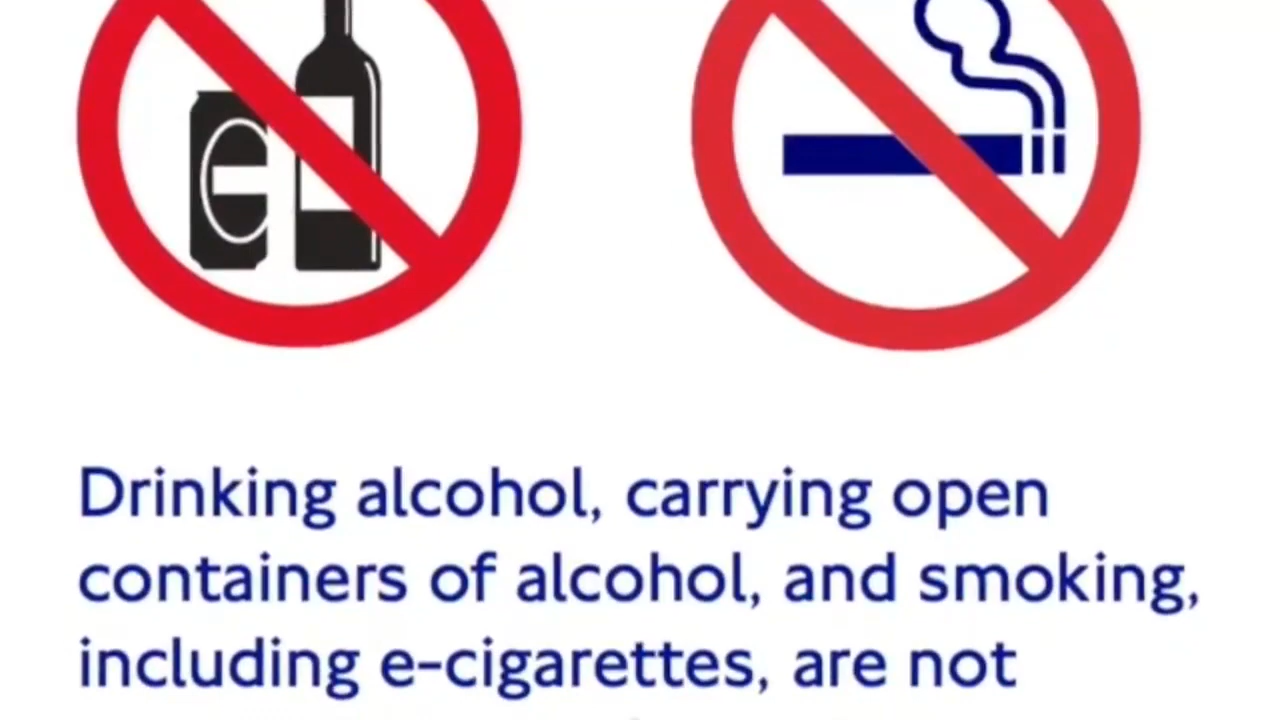 Drinking alcohol, carrying open
containers of alcohol, and smoking,
including e-cigarettes, are not